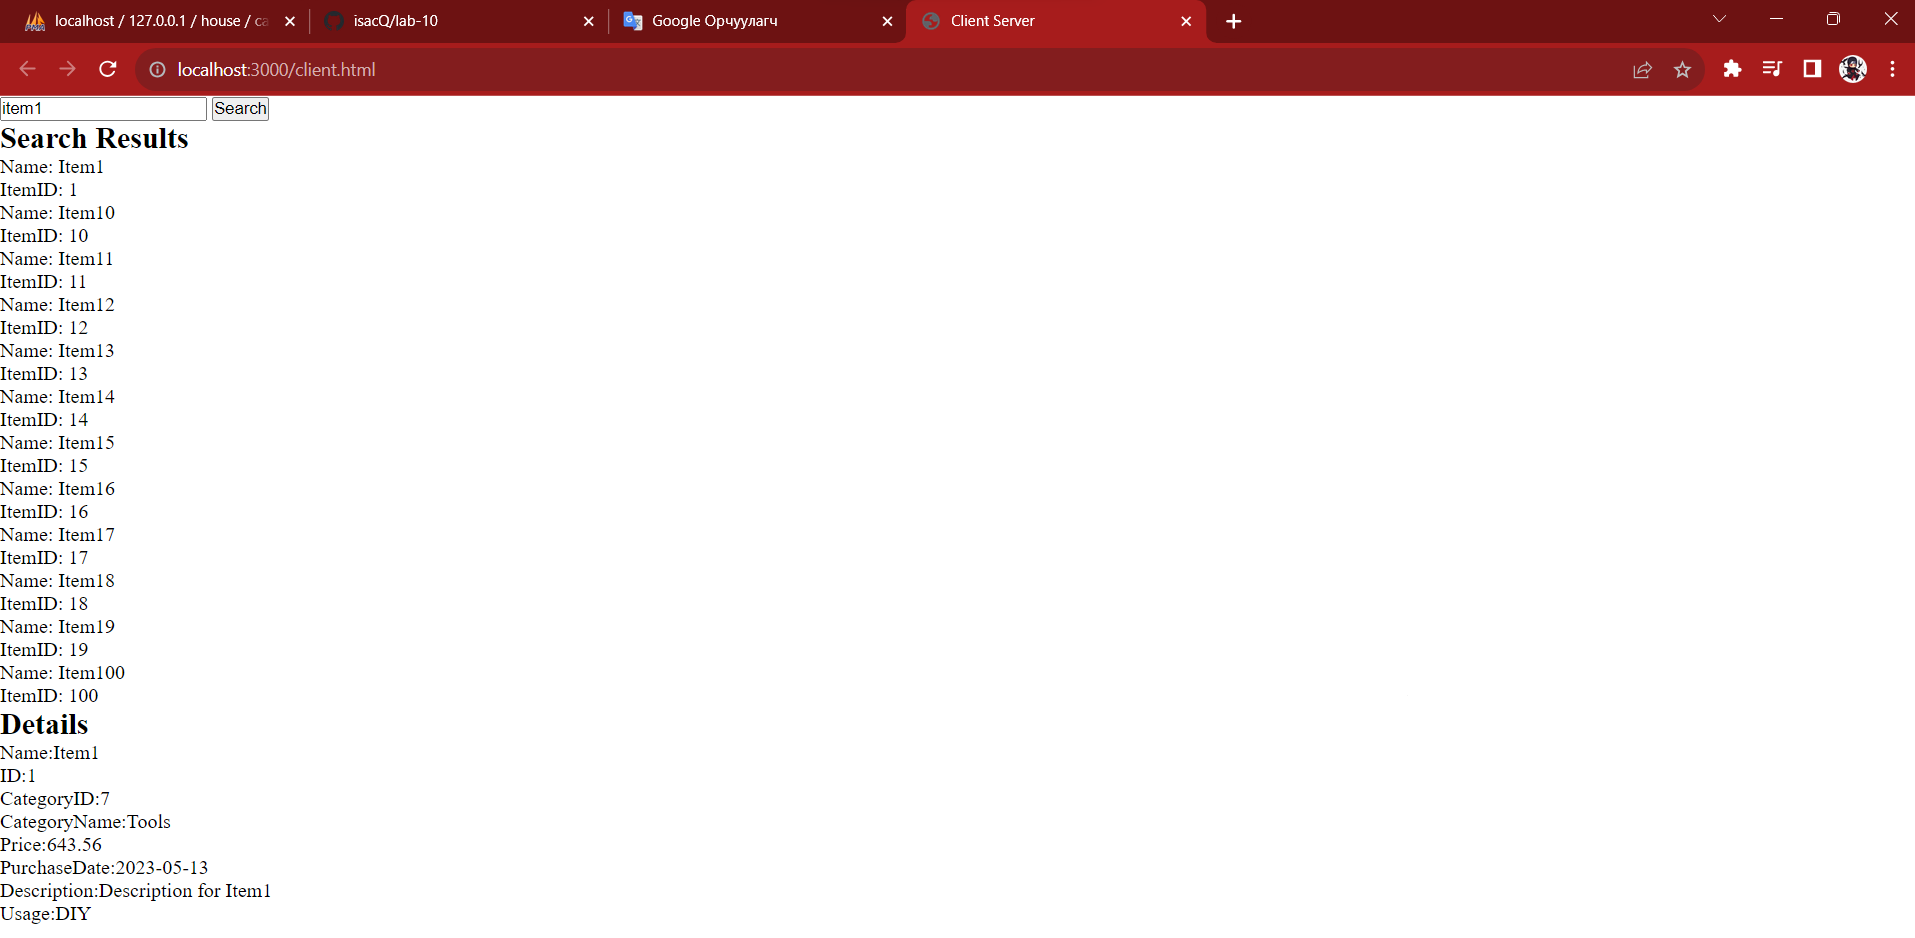 localhost / 127.0.0.1 / house / ca
isacQ/lab-10
Google Орчуулагч
Client Server
localhost:3000/client.html
item1 Search
Search Results
Name: Item1
ItemID: 1
Name: Item10
ItemID: 10
Name: Item11
ItemID: 11
Name: Item12
ItemID: 12
Name: Item13
ItemID: 13
Name: Item14
ItemID: 14
Name: Item15
ItemID: 15
Name: Item16
ItemID: 16
Name: Item17
ItemID: 17
Name: Item18
ItemID: 18
Name: Item19
ItemID: 19
Name: Item100
ItemID: 100
Details
Name:Item1
ID:1
CategoryID:7
CategoryName:Tools
Price:643.56
PurchaseDate:2023-05-13
Description:Description for Item1
Usage:DIY